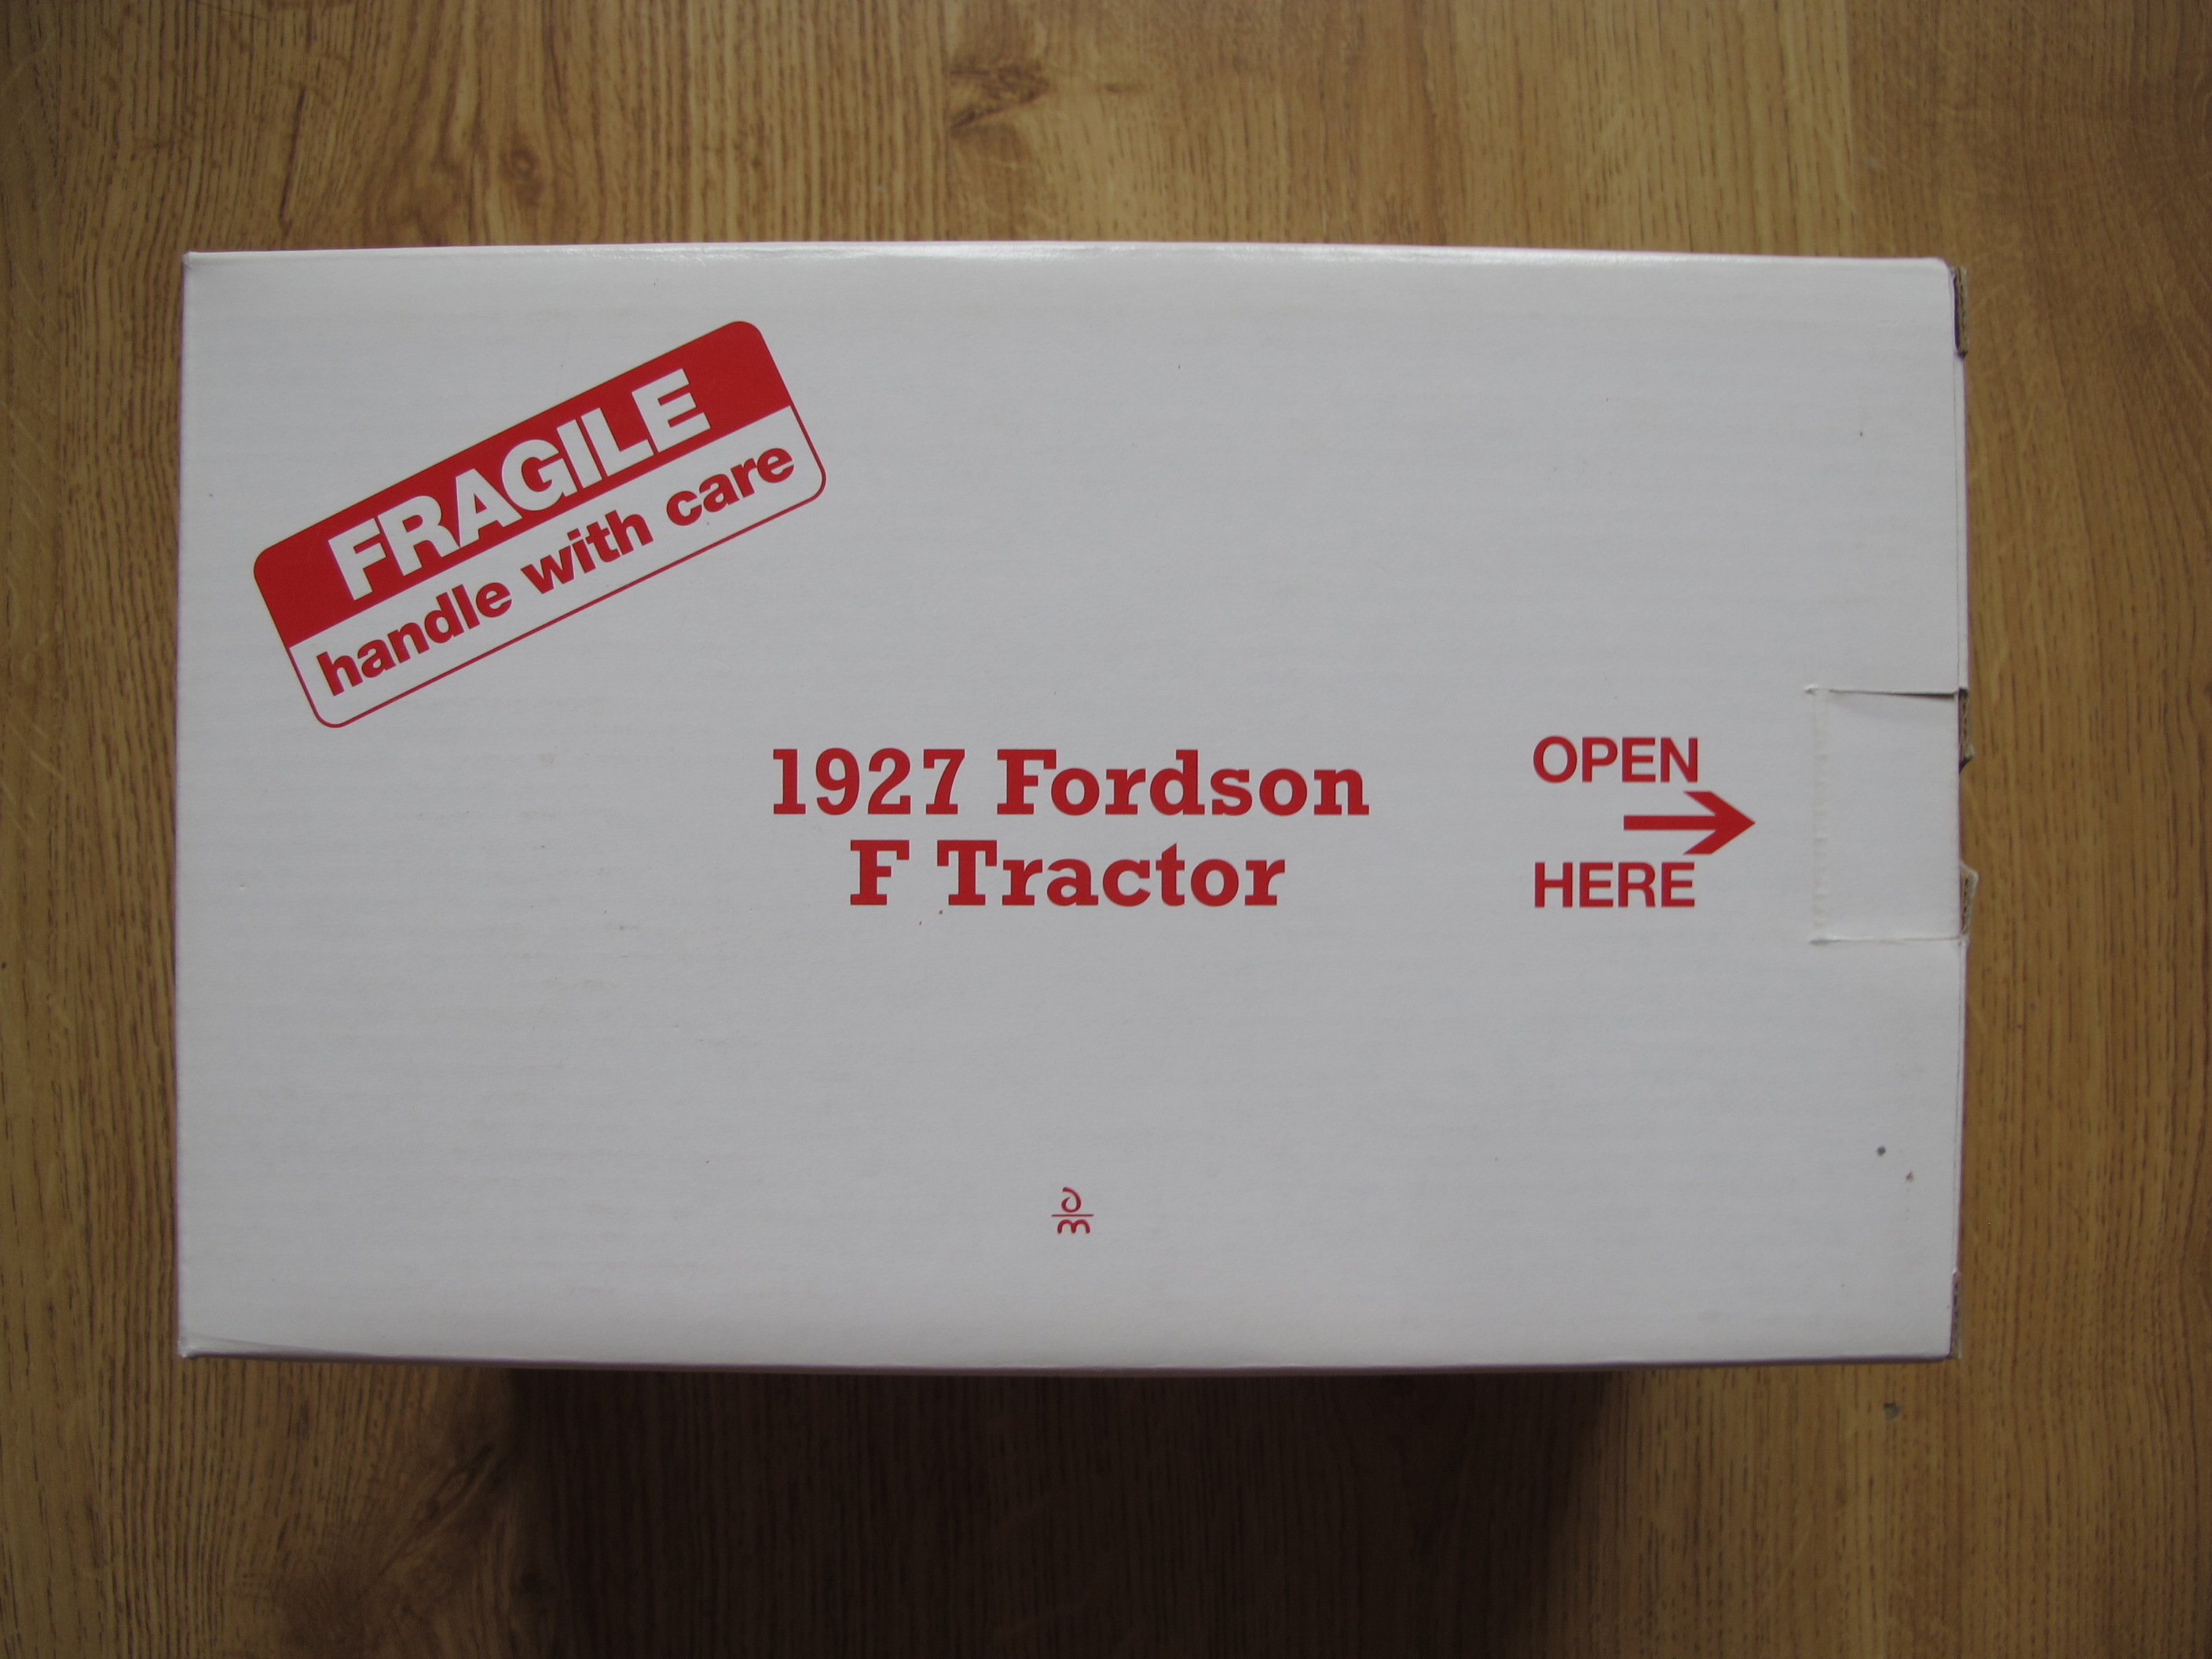 FRAGILE
handle with care
1927 Fordson
F Tractor
OPEN
HERE